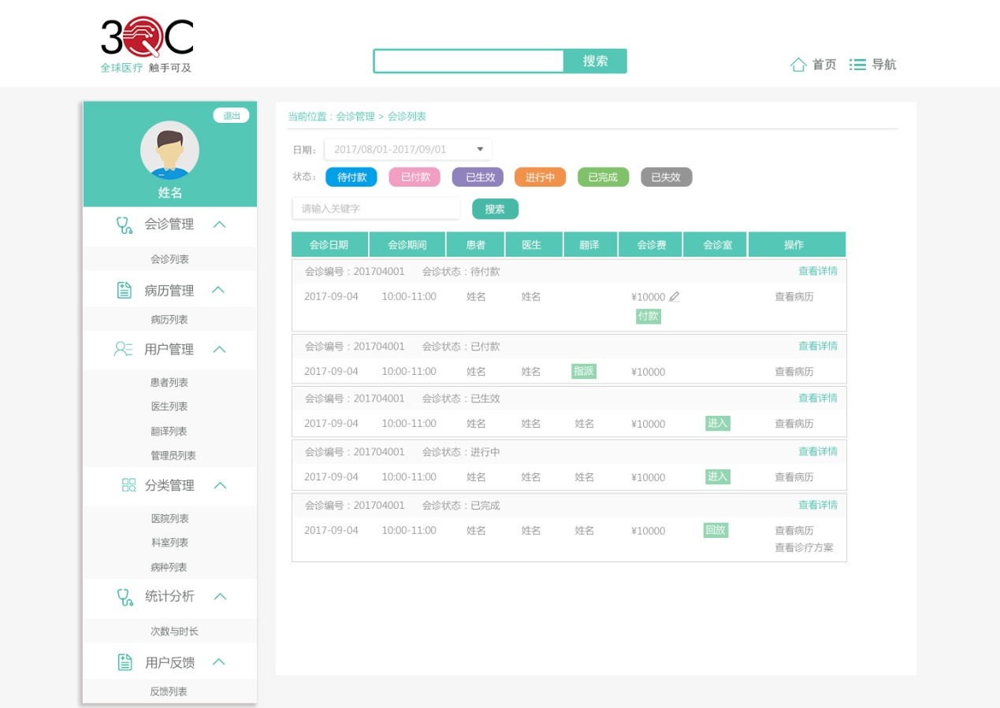 3QC
全球医疗 触手可及
搜索
首页 导航
退出
姓名
会诊管理
会诊列表
病历管理
病历列表
用户管理
患者列表
医生列表
翻译列表
管理员列表
分类管理
医院列表
科室列表
病种列表
统计分析
次数与时长
用户反馈
反馈列表
当前位置：会诊管理 > 会诊列表
日期： 2017/08/01-2017/09/01
状态： 待付款 已付款 已生效 进行中 已完成 已失效
请输入关键字 搜索
会诊日期 会诊期间 患者 医生 翻译 会诊费 会诊室 操作
会诊编号：201704001 会诊状态：待付款 查看详情
2017-09-04 10:00-11:00 姓名 姓名 ¥10000 查看病历
付款
会诊编号：201704001 会诊状态：已付款 查看详情
2017-09-04 10:00-11:00 姓名 姓名 指派 ¥10000 查看病历
会诊编号：201704001 会诊状态：已生效 查看详情
2017-09-04 10:00-11:00 姓名 姓名 姓名 ¥10000 进入 查看病历
会诊编号：201704001 会诊状态：进行中 查看详情
2017-09-04 10:00-11:00 姓名 姓名 姓名 ¥10000 进入 查看病历
会诊编号：201704001 会诊状态：已完成 查看详情
2017-09-04 10:00-11:00 姓名 姓名 姓名 ¥10000 回放 查看病历
查看诊疗方案